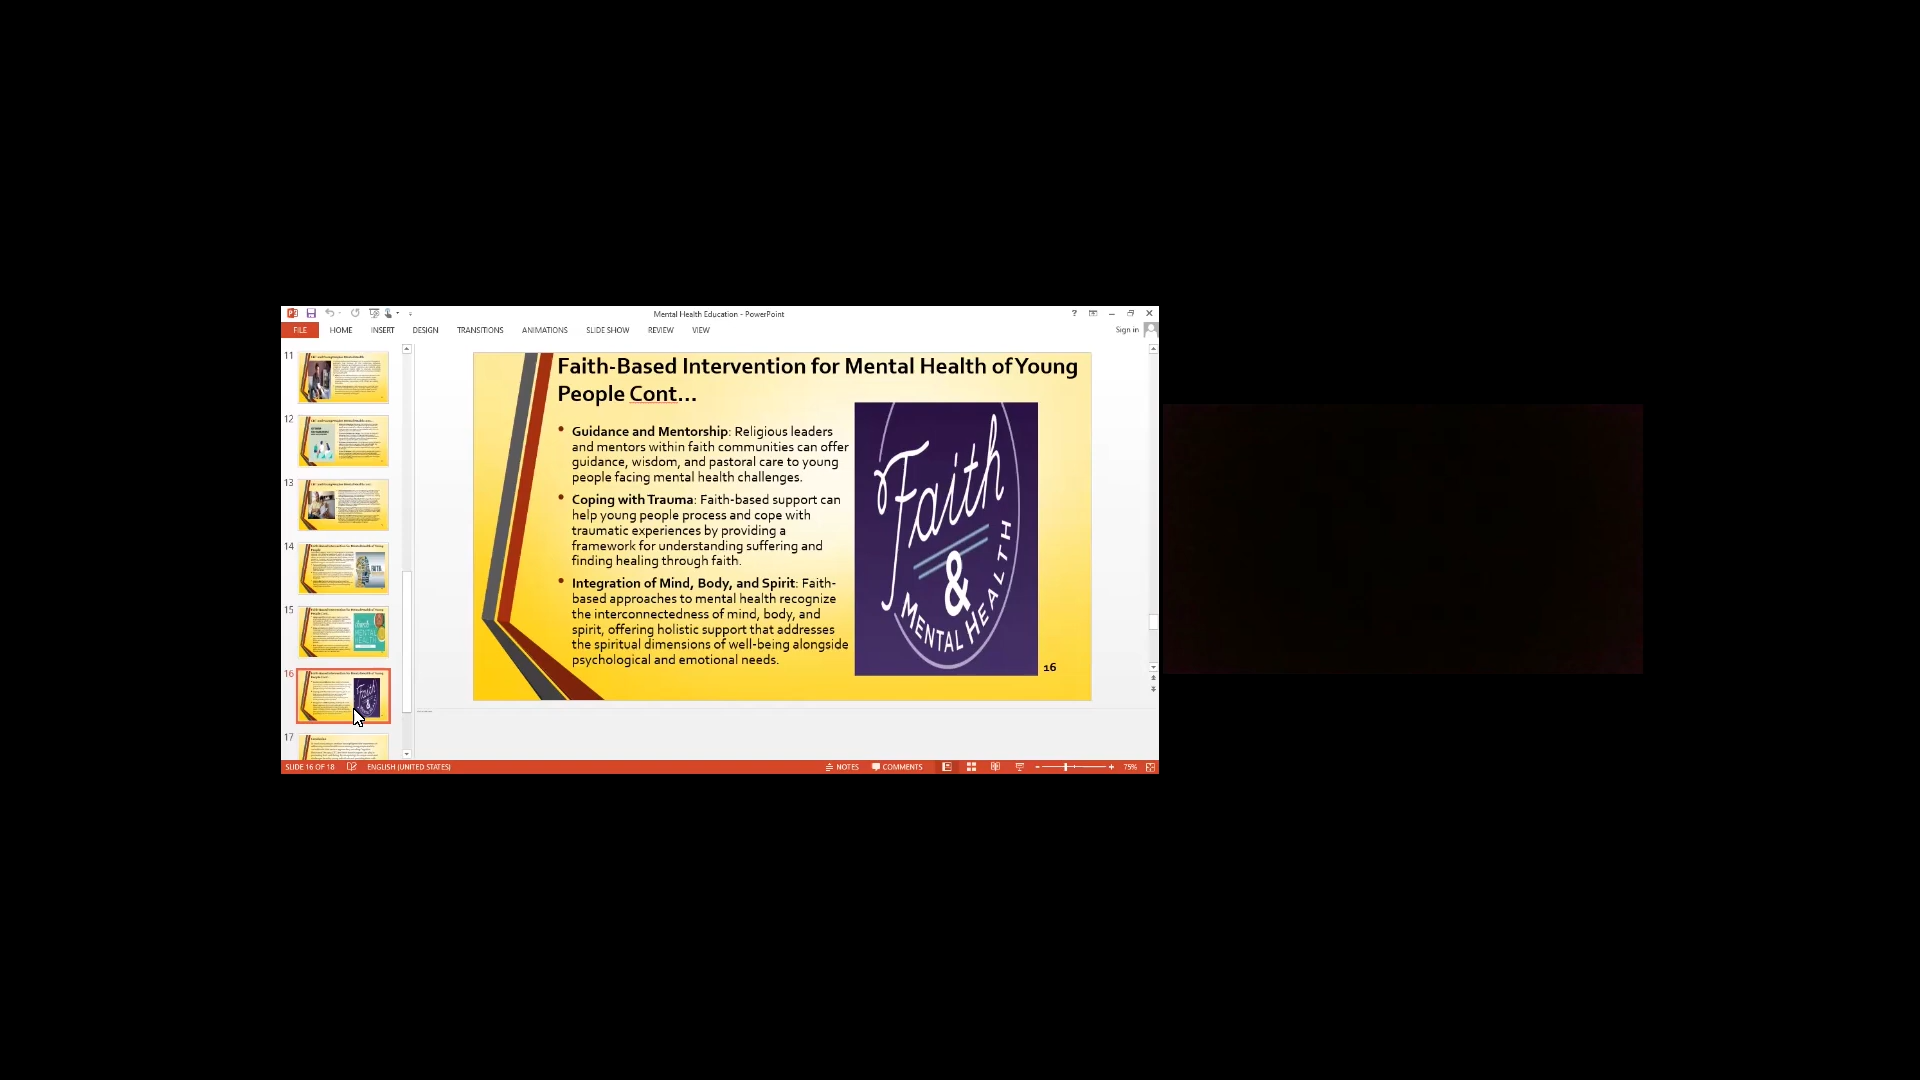 Mental Health Education - PowerPoint
?
FILE HOME INSERT DESIGN TRANSITIONS ANIMATIONS SLIDE SHOW REVIEW VIEW Sign in
11
12
13
14
15
16
17
Faith-Based Intervention for Mental Health of Young
People Cont...
• Guidance and Mentorship: Religious leaders
and mentors within faith communities can offer
guidance, wisdom, and pastoral care to young
people facing mental health challenges.
• Coping with Trauma: Faith-based support can
help young people process and cope with
traumatic experiences by providing a
framework for understanding suffering and
finding healing through faith.
• Integration of Mind, Body, and Spirit: Faith-
based approaches to mental health recognize
the interconnectedness of mind, body, and
spirit, offering holistic support that addresses
the spiritual dimensions of well-being alongside
psychological and emotional needs.
Faith
&
MENTAL HEALTH
16
SLIDE 16 OF 18 ENGLISH (UNITED STATES) NOTES COMMENTS 75%